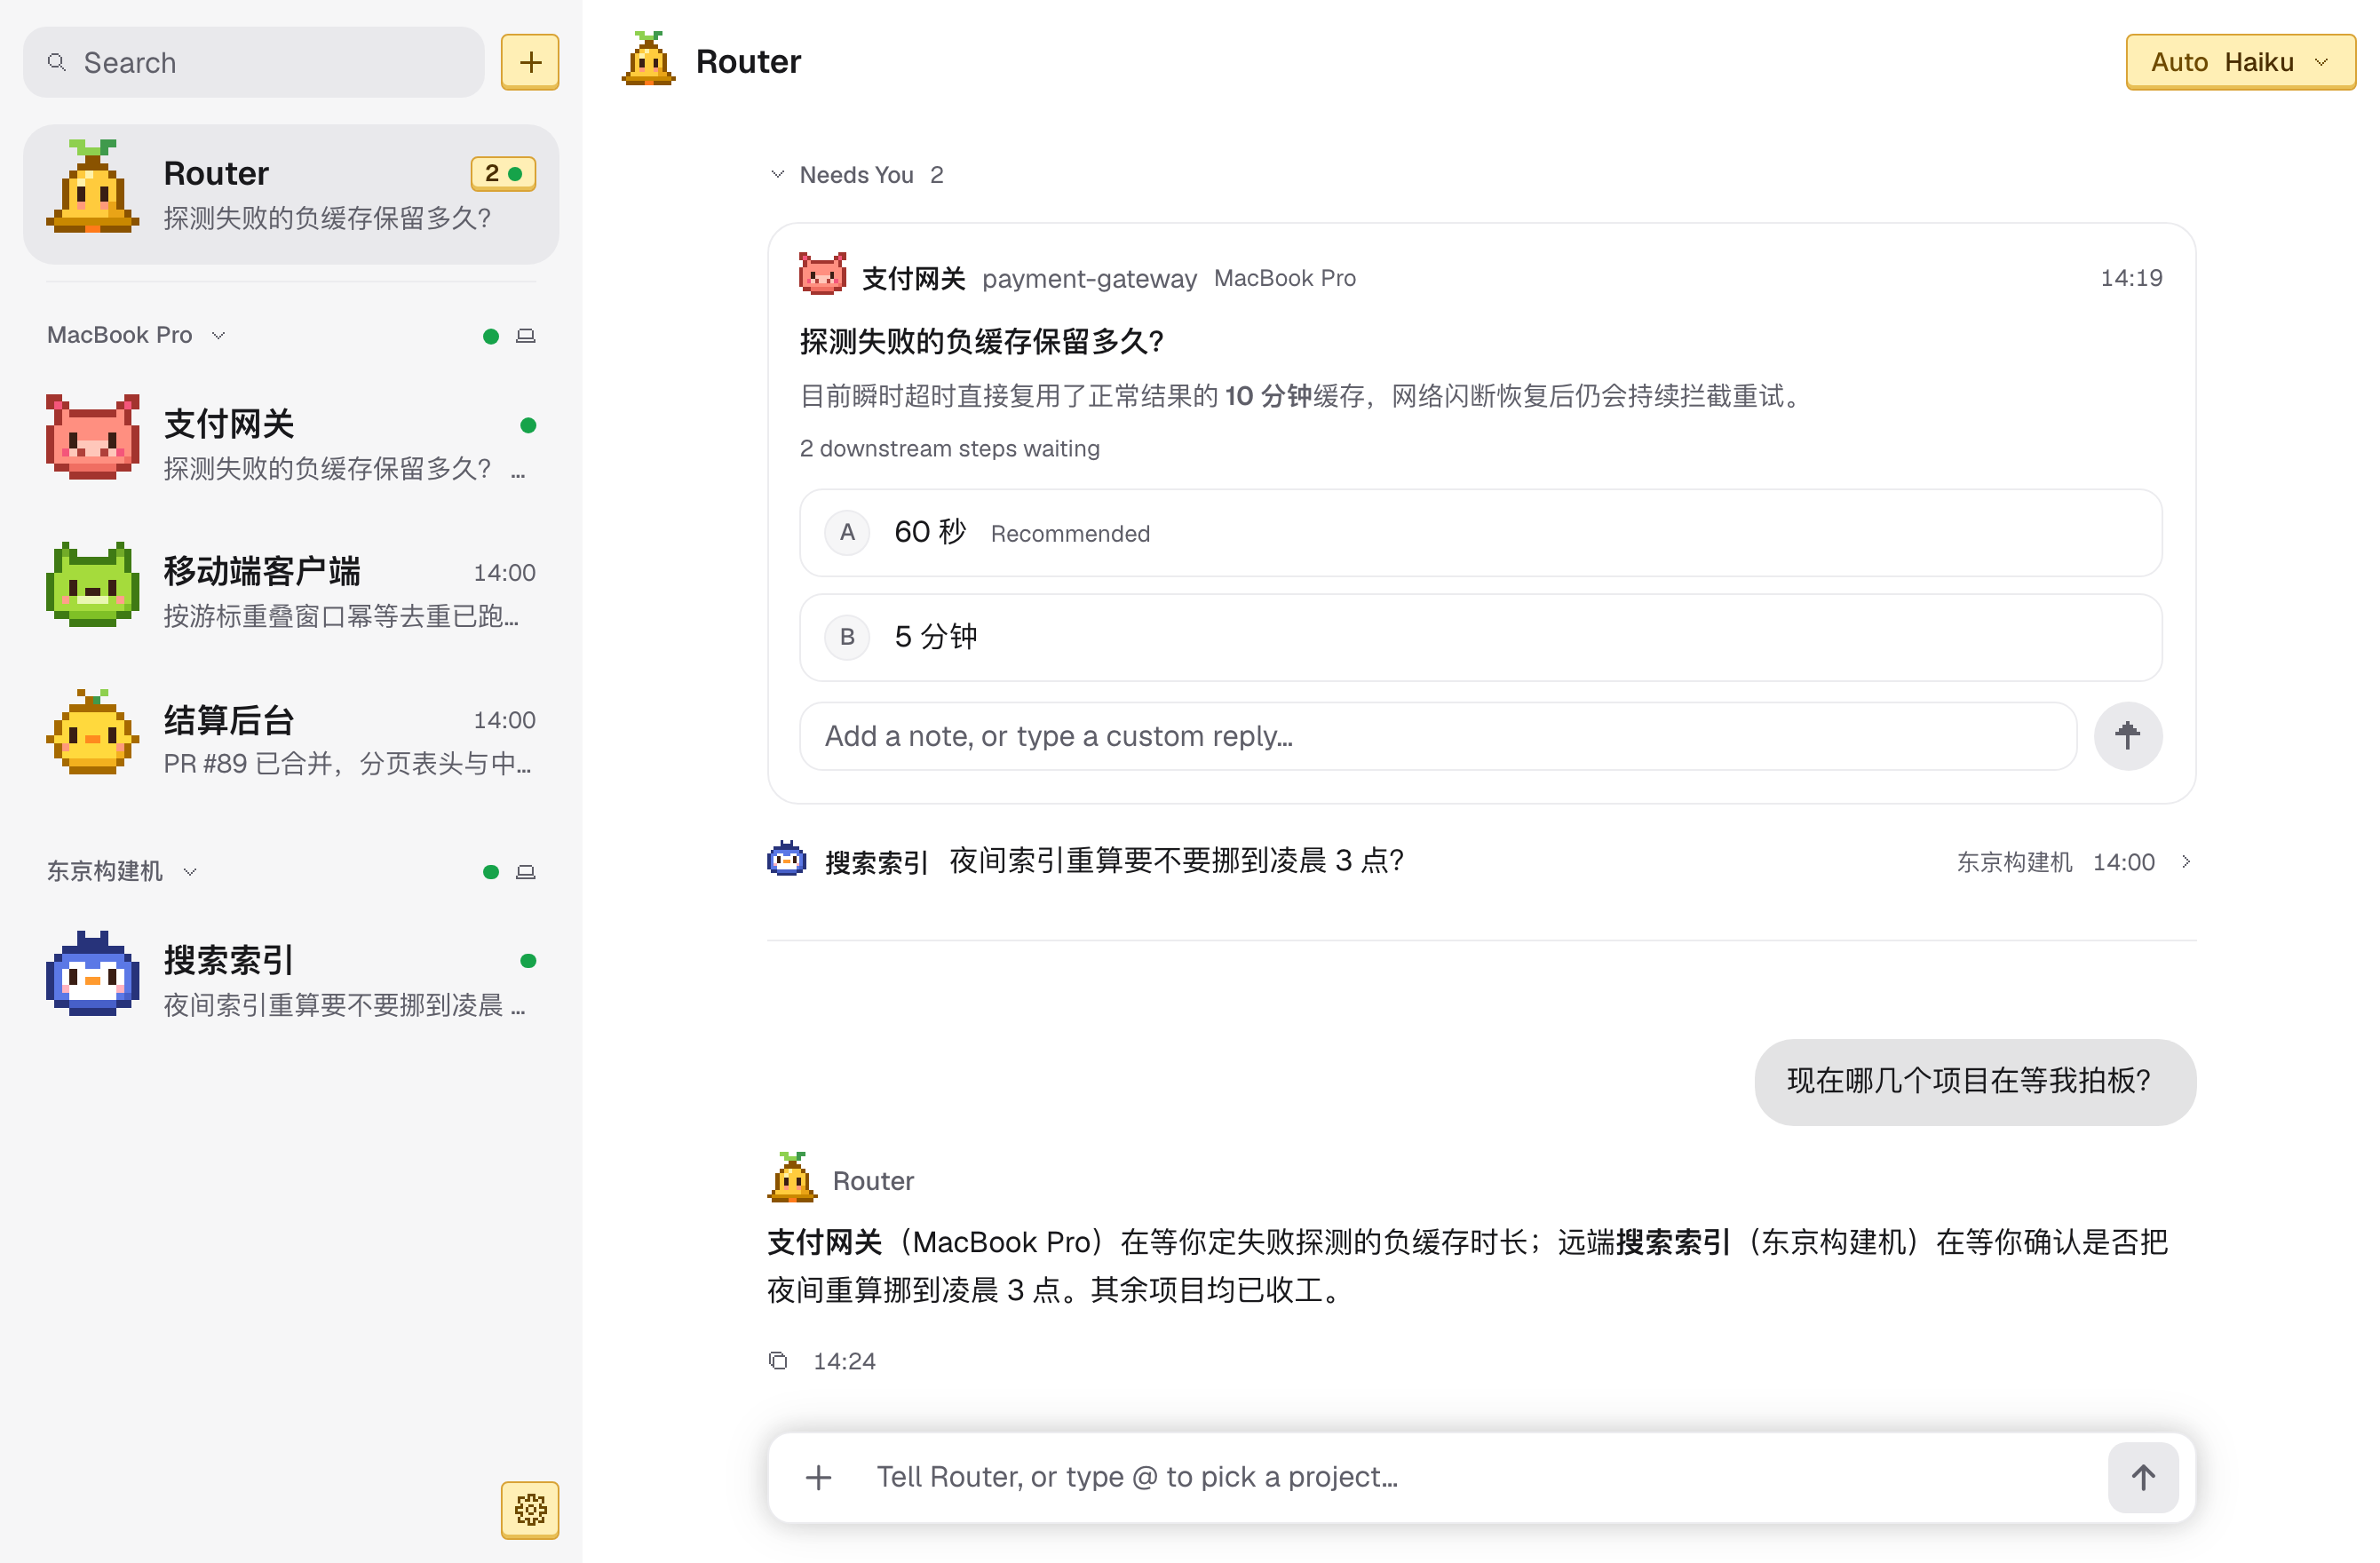 Search
Router
2
探测失败的负缓存保留多久?
MacBook Pro
支付网关
探测失败的负缓存保留多久? ...
移动端客户端
14:00
按游标重叠窗口幂等去重已跑...
结算后台
14:00
PR #89 已合并，分页表头与中...
东京构建机
搜索索引
夜间索引重算要不要挪到凌晨 ...
Router
Auto Haiku
Needs You 2
支付网关 payment-gateway MacBook Pro
14:19
探测失败的负缓存保留多久?
目前瞬时超时直接复用了正常结果的 10 分钟缓存，网络闪断恢复后仍会持续拦截重试。
2 downstream steps waiting
A 60 秒 Recommended
B 5 分钟
Add a note, or type a custom reply...
搜索索引 夜间索引重算要不要挪到凌晨 3 点?
东京构建机 14:00
现在哪几个项目在等我拍板?
Router
支付网关（MacBook Pro）在等你定失败探测的负缓存时长；远端搜索索引（东京构建机）在等你确认是否把
夜间重算挪到凌晨 3 点。其余项目均已收工。
14:24
Tell Router, or type @ to pick a project...